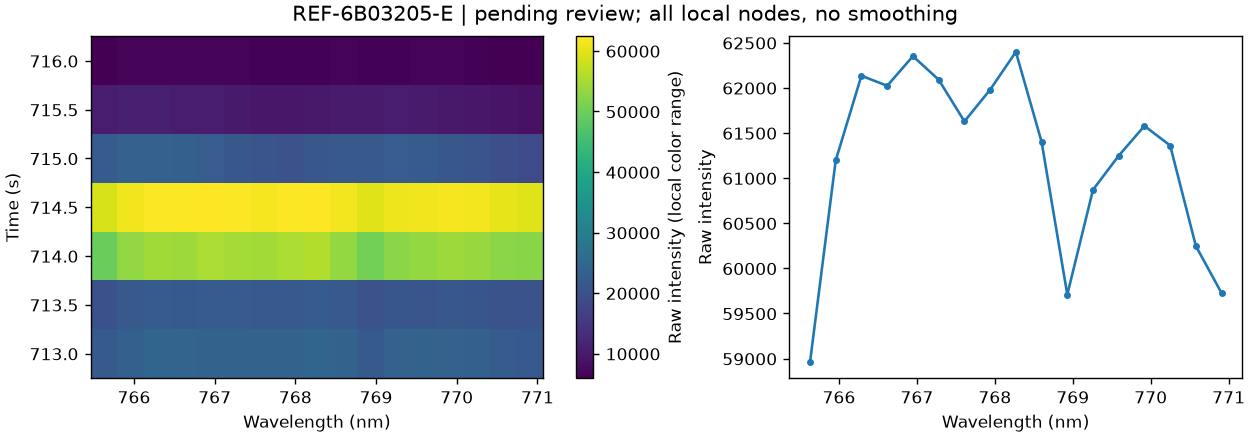 REF-6B03205-E | pending review; all local nodes, no smoothing
Time (s)
716.0
715.5
715.0
714.5
714.0
713.5
713.0
766 767 768 769 770 771
Wavelength (nm)
60000
50000
40000
30000
20000
10000
Raw intensity (local color range)
Raw intensity
62500
62000
61500
61000
60500
60000
59500
59000
766 767 768 769 770 771
Wavelength (nm)